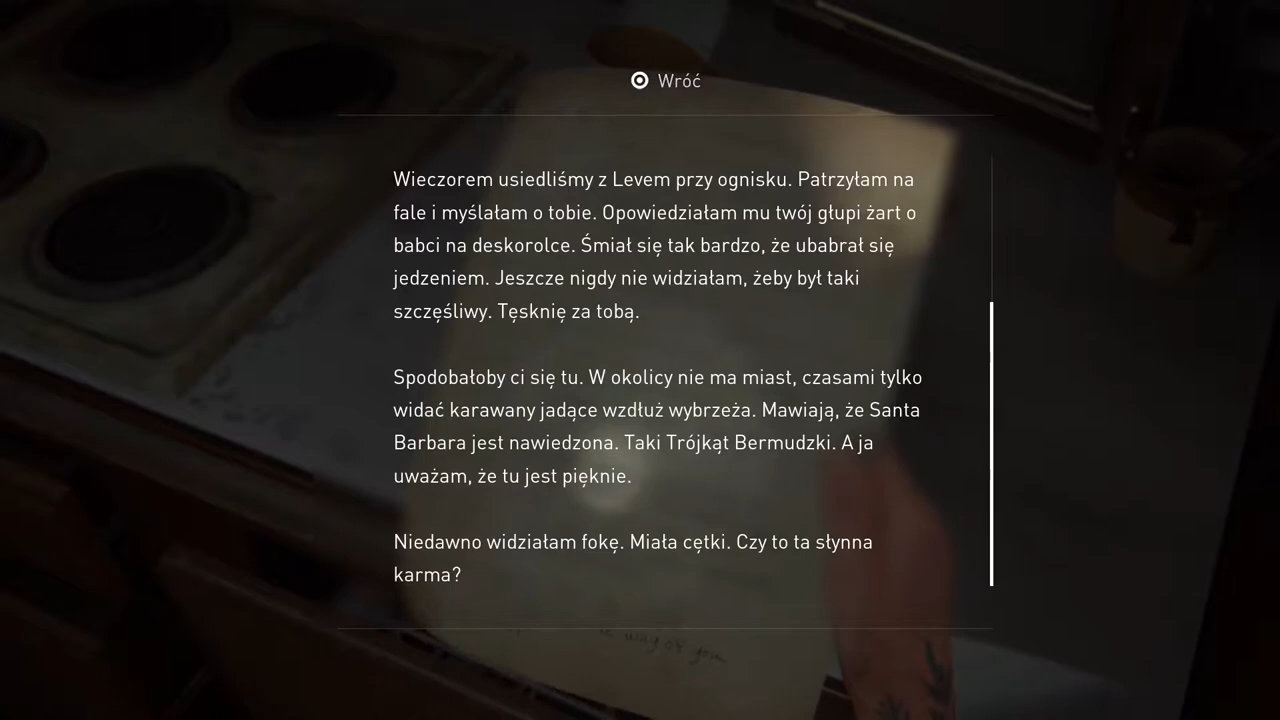 Wróć
Wieczorem usiedliśmy z Levem przy ognisku. Patrzyłam na
fale i myślałam o tobie. Opowiedziałam mu twój głupi żart o
babci na deskorolce. Śmiał się tak bardzo, że ubabrał się
jedzeniem. Jeszcze nigdy nie widziałam, żeby był taki
szczęśliwy. Tęsknię za tobą.
Spodobałoby ci się tu. W okolicy nie ma miast, czasami tylko
widać karawany jadące wzdłuż wybrzeża. Mawiają, że Santa
Barbara jest nawiedzona. Taki Trójkąt Bermudzki. A ja
uważam, że tu jest pięknie.
Niedawno widziałam fokę. Miała cętki. Czy to ta słynna
karma?
way of you